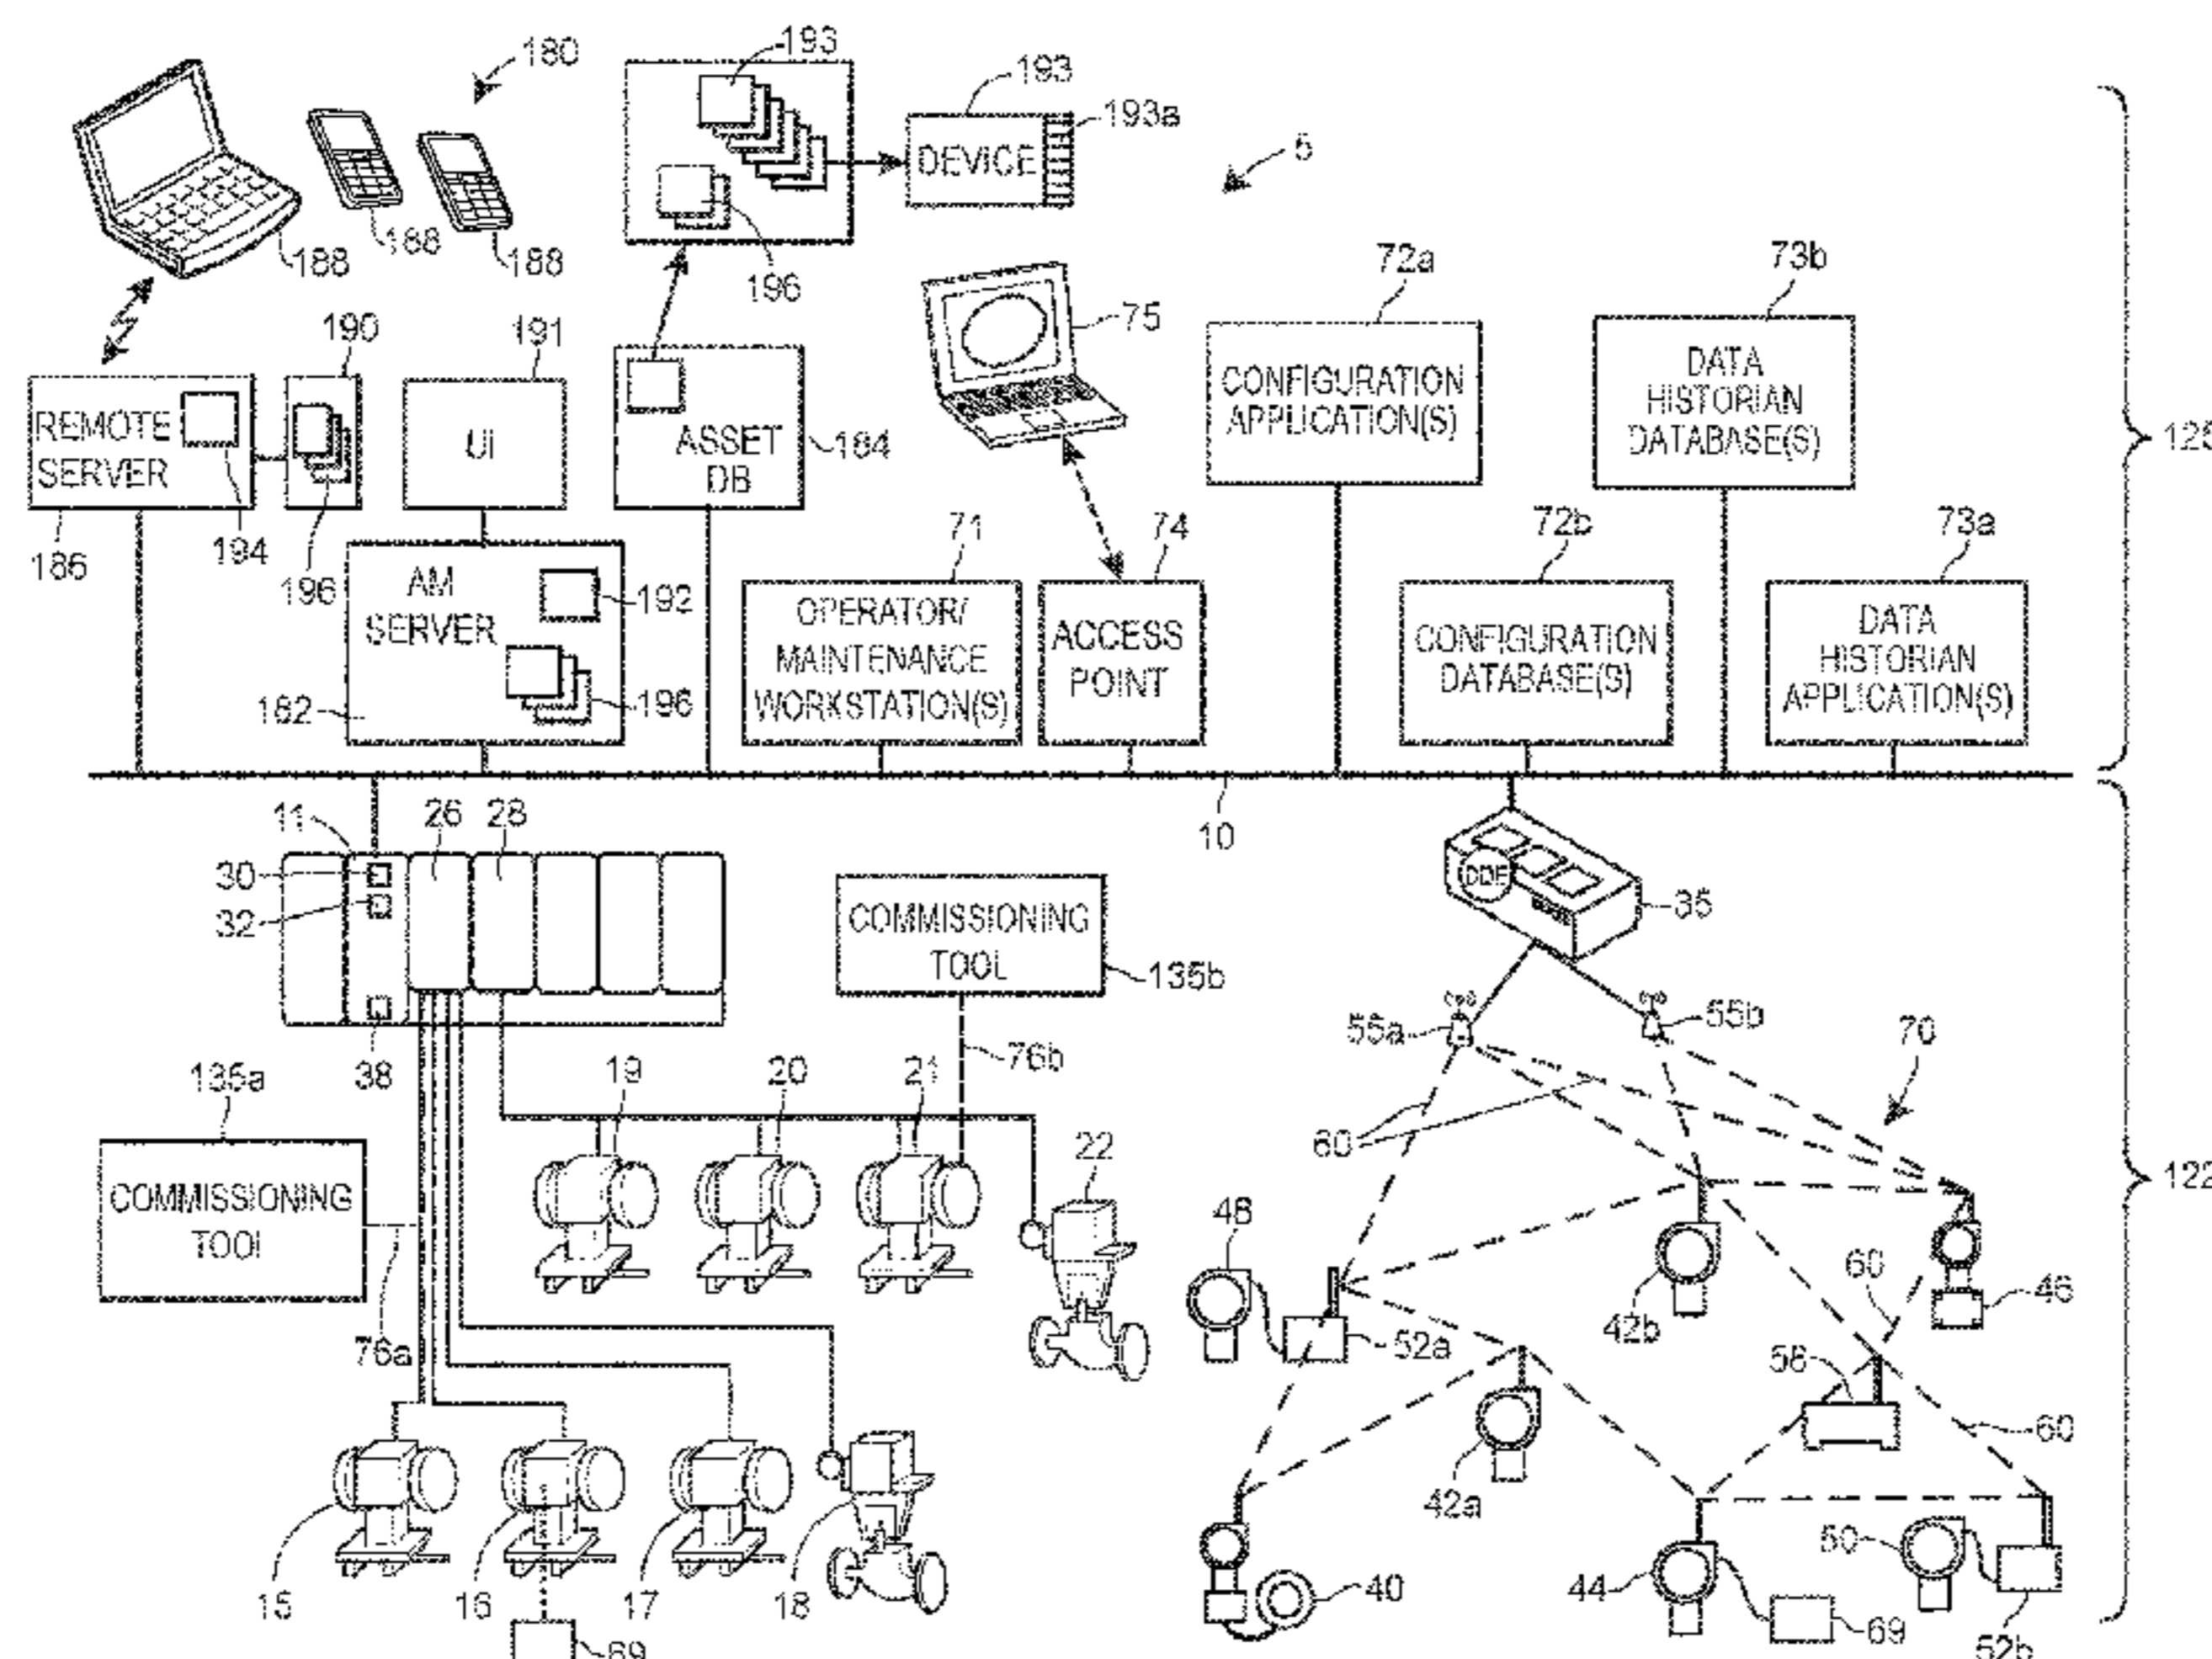 180
193
193
193a
DEVICE
5
188
188
188
196
190
191
75
72a
73b
REMOTE
SERVER
UI
ASSET
DB
184
CONFIGURATION
APPLICATION(S)
DATA
HISTORIAN
DATABASE(S)
186
194
196
AM
SERVER
192
196
182
71
74
72b
73a
OPERATOR/
MAINTENANCE
WORKSTATION(S)
ACCESS
POINT
CONFIGURATION
DATABASE(S)
DATA
HISTORIAN
APPLICATION(S)
10
11
26
28
30
32
38
COMMISSIONING
TOOL
135b
76b
35
55a
55b
70
135a
COMMISSIONING
TOOL
76a
19
20
21
22
60
48
52a
42b
60
46
58
60
42a
15
16
17
18
69
40
44
69
50
52b
122